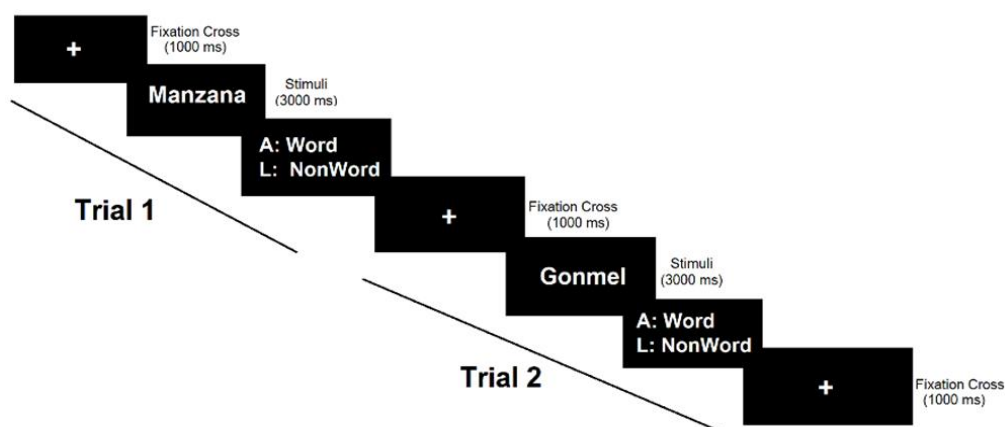 +
Fixation Cross
(1000 ms)
Manzana
Stimuli
(3000 ms)
A: Word
L: NonWord
Trial 1
+
Fixation Cross
(1000 ms)
Gonmel
Stimuli
(3000 ms)
A: Word
L: NonWord
Trial 2
+
Fixation Cross
(1000 ms)